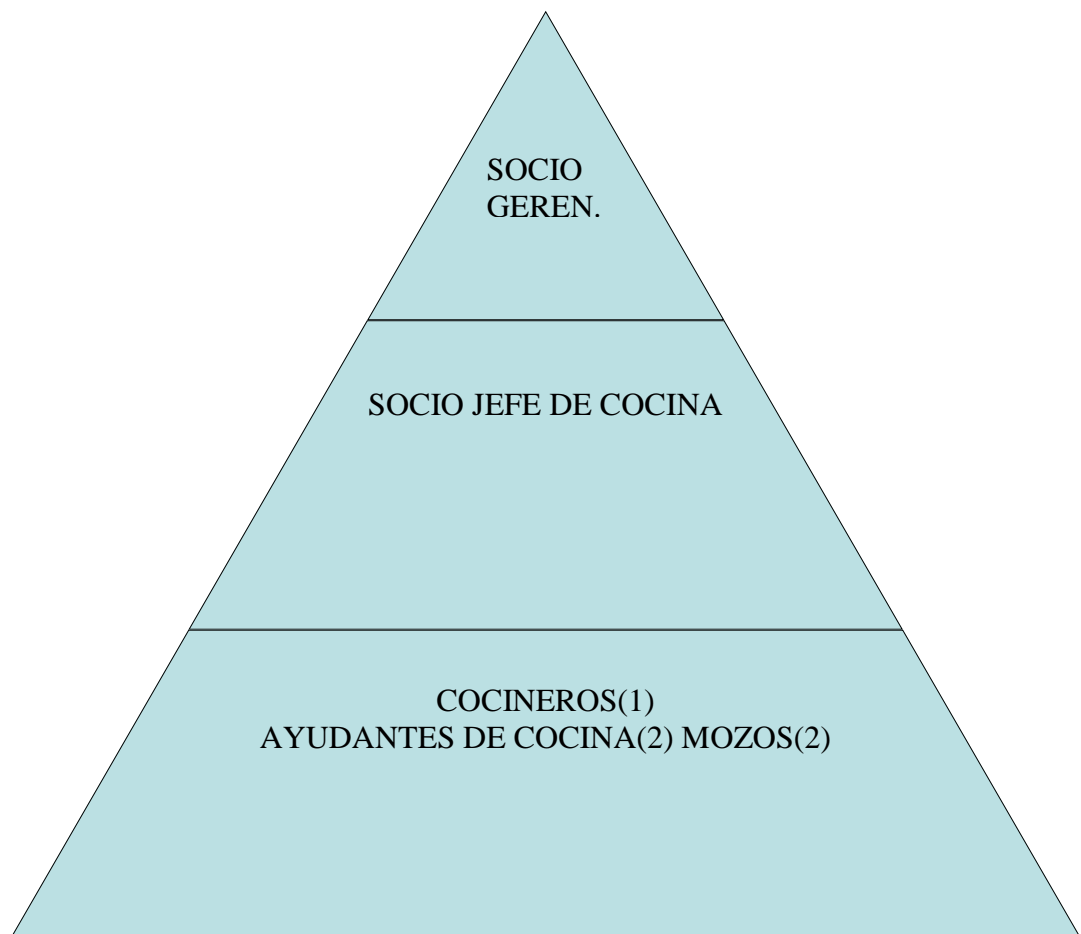 SOCIO
GEREN.
SOCIO JEFE DE COCINA
COCINEROS(1)
AYUDANTES DE COCINA(2) MOZOS(2)